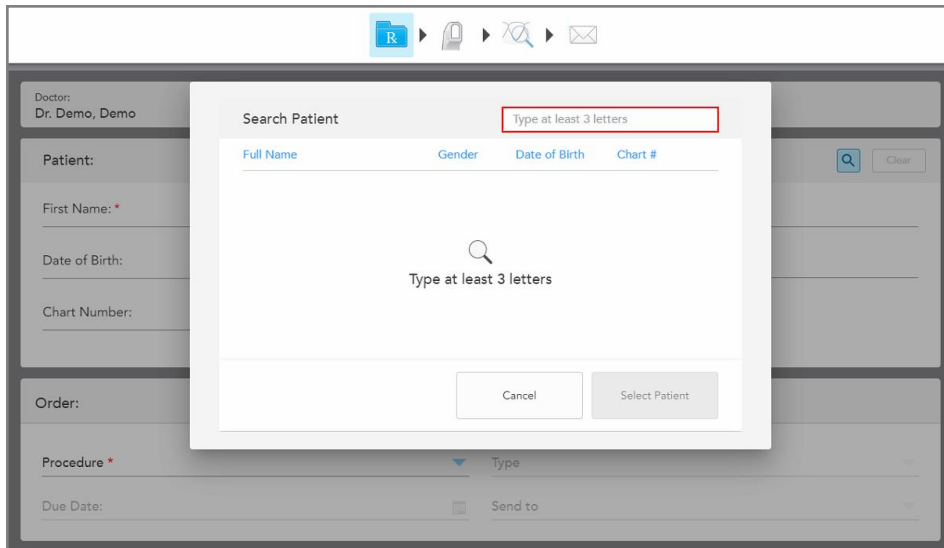 R
Doctor:
Dr. Demo, Demo
Search Patient
Type at least 3 letters
Full Name Gender Date of Birth Chart #
Patient:
Clear
First Name: *
Date of Birth:
Type at least 3 letters
Chart Number:
Cancel Select Patient
Order:
Procedure * Type
Due Date: Send to